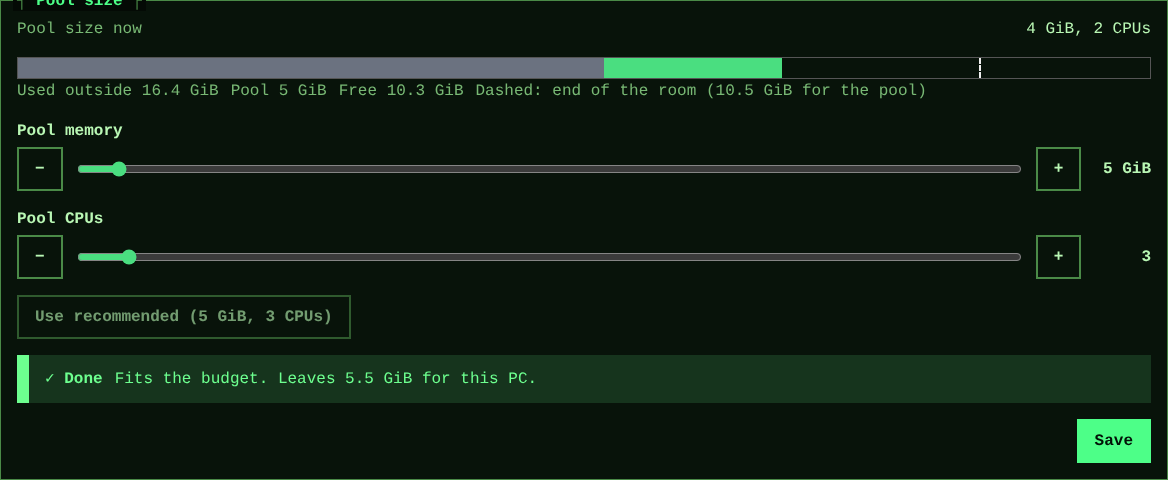 Pool size
Pool size now 4 GiB, 2 CPUs
Used outside 16.4 GiB Pool 5 GiB Free 10.3 GiB Dashed: end of the room (10.5 GiB for the pool)
Pool memory
− + 5 GiB
Pool CPUs
− + 3
Use recommended (5 GiB, 3 CPUs)
✓ Done Fits the budget. Leaves 5.5 GiB for this PC.
Save